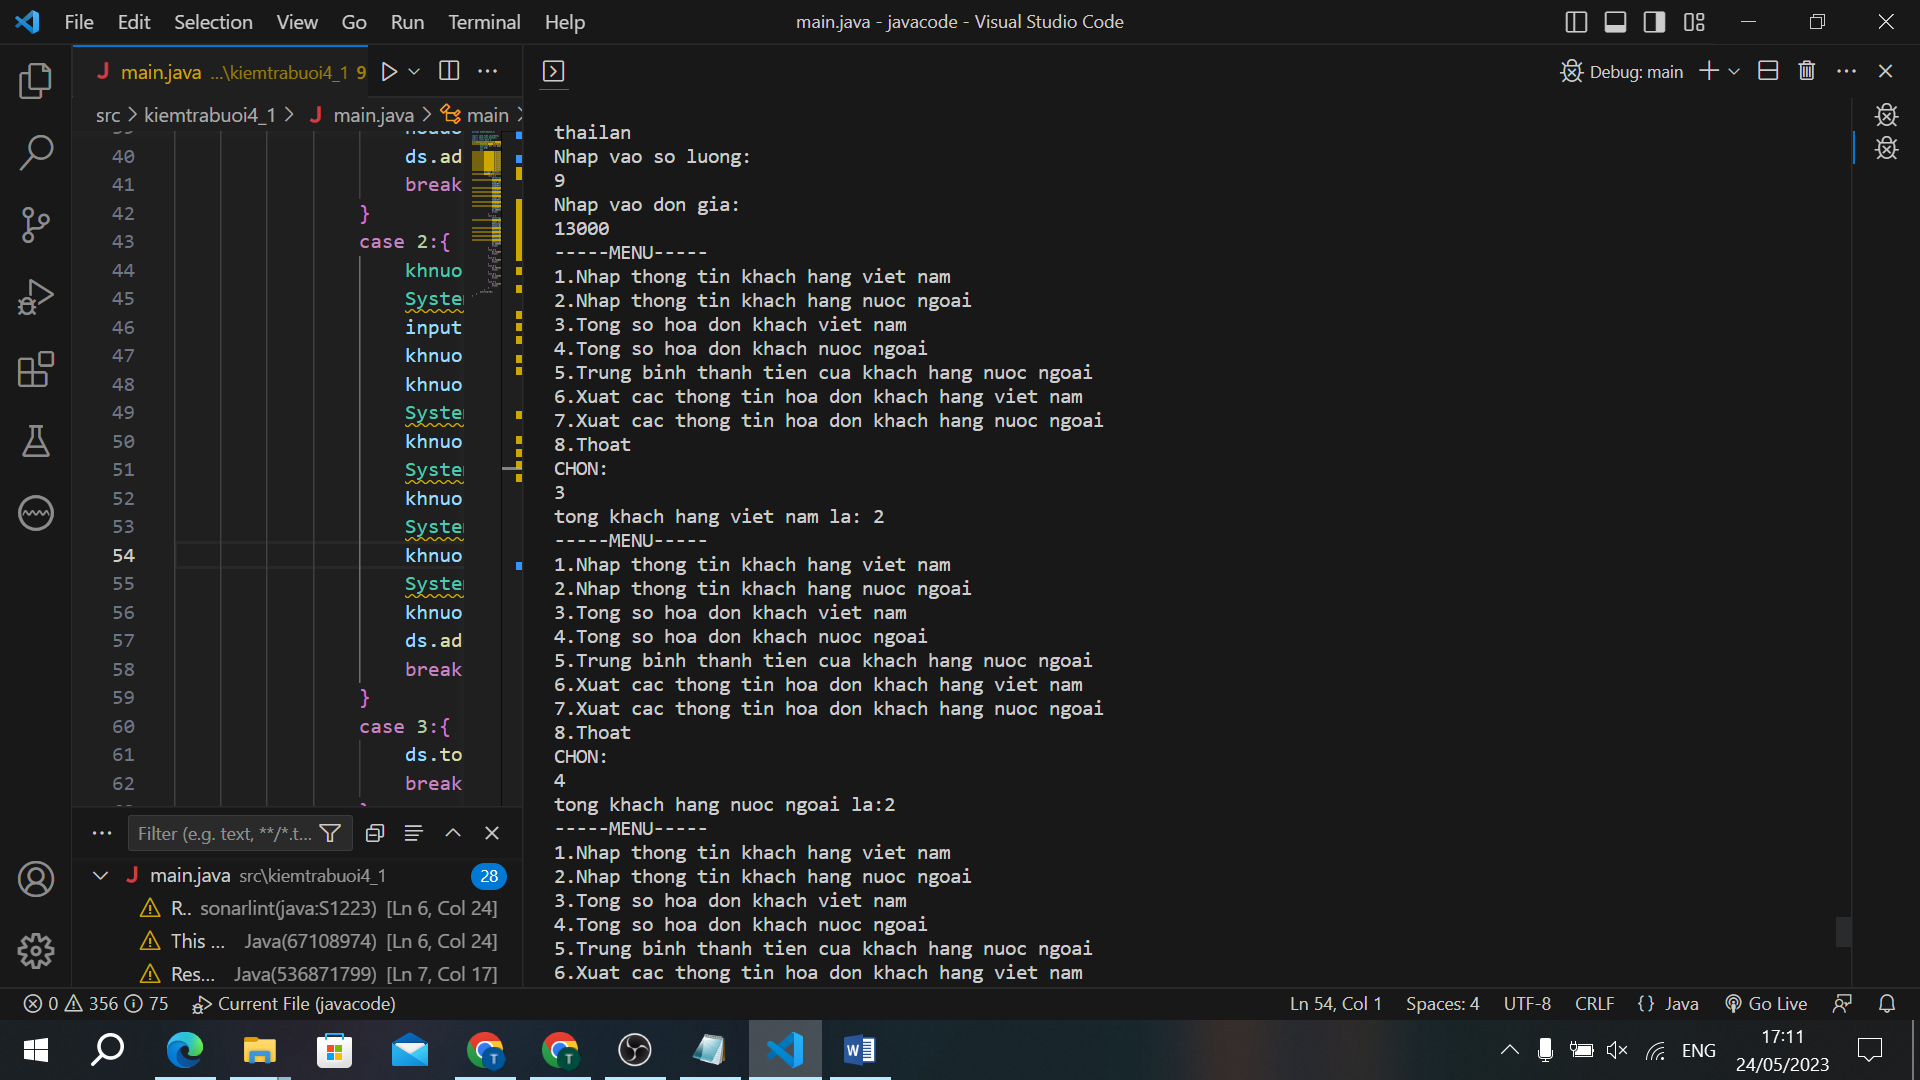 File Edit Selection View Go Run Terminal Help
main.java - javacode - Visual Studio Code
main.java ...\kiemtrabuoi4_1 9
Debug: main
src > kiemtrabuoi4_1 > main.java > main >
40 ds.ad
41 break
42 }
43 case 2:{
44 khnuo
45 System
46 input
47 khnuo
48 khnuo
49 System
50 khnuo
51 System
52 khnuo
53 System
54 khnuo
55 System
56 khnuo
57 ds.ad
58 break
59 }
60 case 3:{
61 ds.to
62 break
Filter (e.g. text, **/*.t...
main.java src\kiemtrabuoi4_1 28
R.. sonarlint(java:S1223) [Ln 6, Col 24]
This ... Java(67108974) [Ln 6, Col 24]
Res... Java(536871799) [Ln 7, Col 17]
thailan
Nhap vao so luong:
9
Nhap vao don gia:
13000
-----MENU-----
1.Nhap thong tin khach hang viet nam
2.Nhap thong tin khach hang nuoc ngoai
3.Tong so hoa don khach viet nam
4.Tong so hoa don khach nuoc ngoai
5.Trung binh thanh tien cua khach hang nuoc ngoai
6.Xuat cac thong tin hoa don khach hang viet nam
7.Xuat cac thong tin hoa don khach hang nuoc ngoai
8.Thoat
CHON:
3
tong khach hang viet nam la: 2
-----MENU-----
1.Nhap thong tin khach hang viet nam
2.Nhap thong tin khach hang nuoc ngoai
3.Tong so hoa don khach viet nam
4.Tong so hoa don khach nuoc ngoai
5.Trung binh thanh tien cua khach hang nuoc ngoai
6.Xuat cac thong tin hoa don khach hang viet nam
7.Xuat cac thong tin hoa don khach hang nuoc ngoai
8.Thoat
CHON:
4
tong khach hang nuoc ngoai la:2
-----MENU-----
1.Nhap thong tin khach hang viet nam
2.Nhap thong tin khach hang nuoc ngoai
3.Tong so hoa don khach viet nam
4.Tong so hoa don khach nuoc ngoai
5.Trung binh thanh tien cua khach hang nuoc ngoai
6.Xuat cac thong tin hoa don khach hang viet nam
0 356 75 Current File (javacode)
Ln 54, Col 1 Spaces: 4 UTF-8 CRLF {} Java Go Live
ENG
17:11
24/05/2023